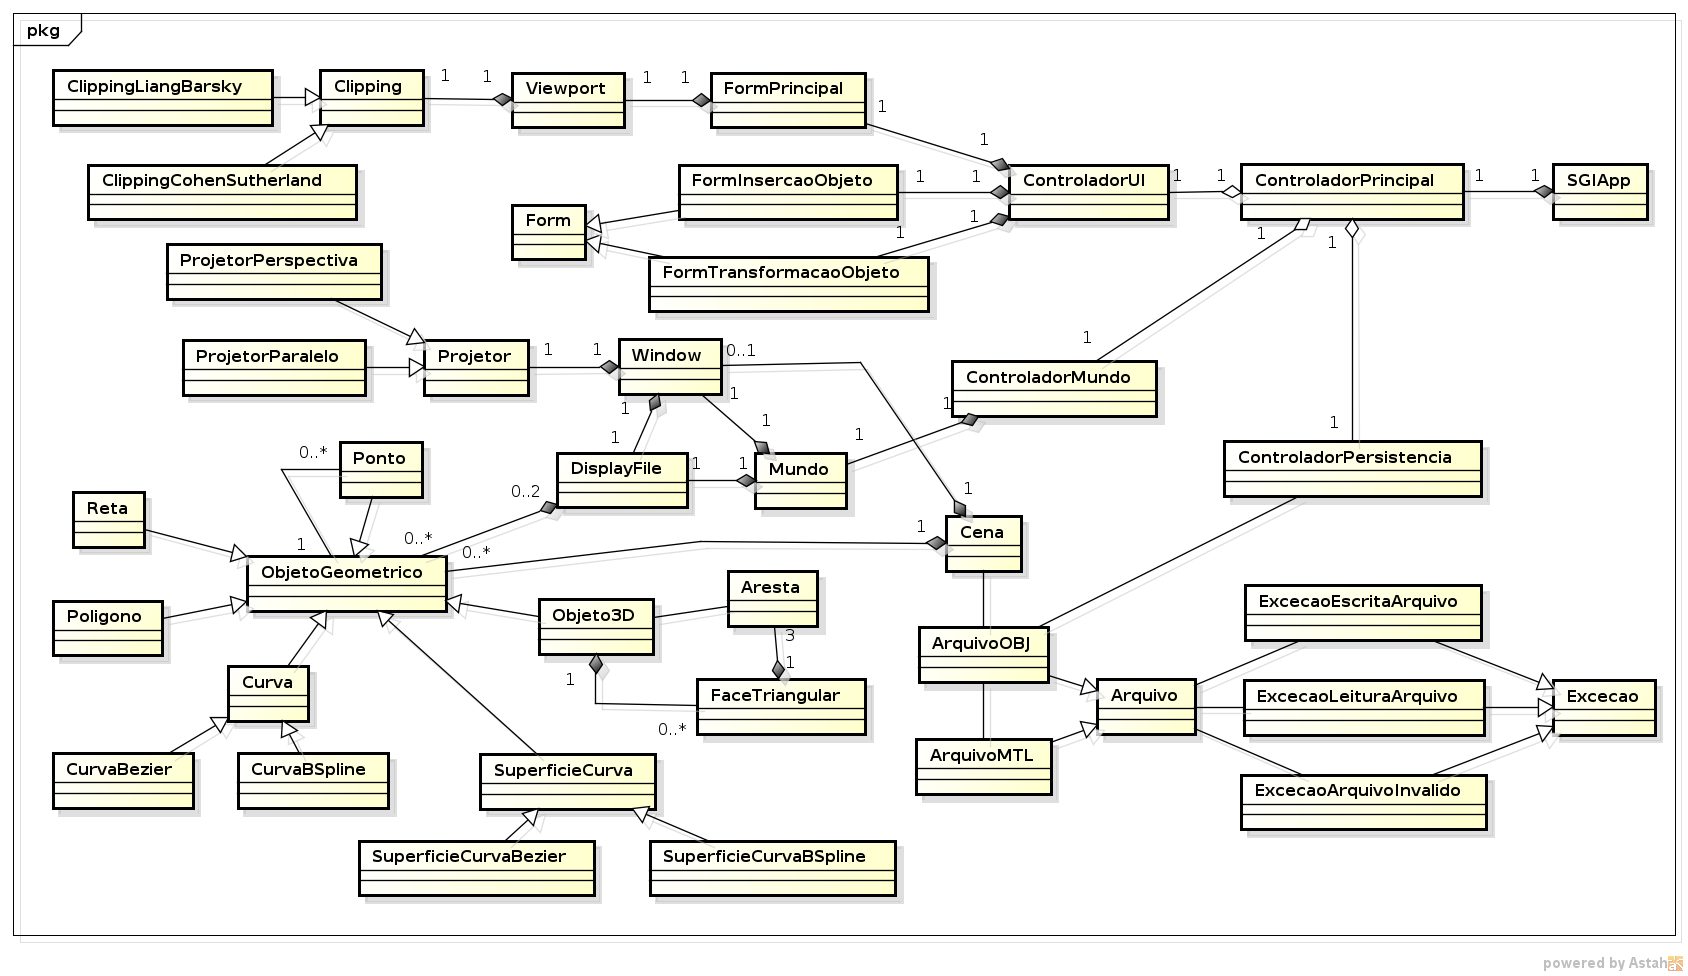 pkg
ClippingLiangBarsky
Clipping
1
1
Viewport
1
1
FormPrincipal
1
1
ClippingCohenSutherland
FormInsercaoObjeto
1
1
ControladorUI
1
1
ControladorPrincipal
1
1
SGIApp
Form
1
1
ProjetorPerspectiva
FormTransformacaoObjeto
1
1
ProjetorParalelo
Projetor
1
1
Window
0..1
1
ControladorMundo
1
1
1
1
1
1
1
ControladorPersistencia
0..*
Ponto
DisplayFile
1
1
Mundo
0..2
1
Reta
0..*
0..*
1
Cena
1
ObjetoGeometrico
Poligono
Objeto3D
Aresta
ExcecaoEscritaArquivo
3
1
ArquivoOBJ
1
Curva
FaceTriangular
Arquivo
ExcecaoLeituraArquivo
Excecao
0..*
CurvaBezier
CurvaBSpline
SuperficieCurva
ArquivoMTL
ExcecaoArquivoInvalido
SuperficieCurvaBezier
SuperficieCurvaBSpline
powered by Astah